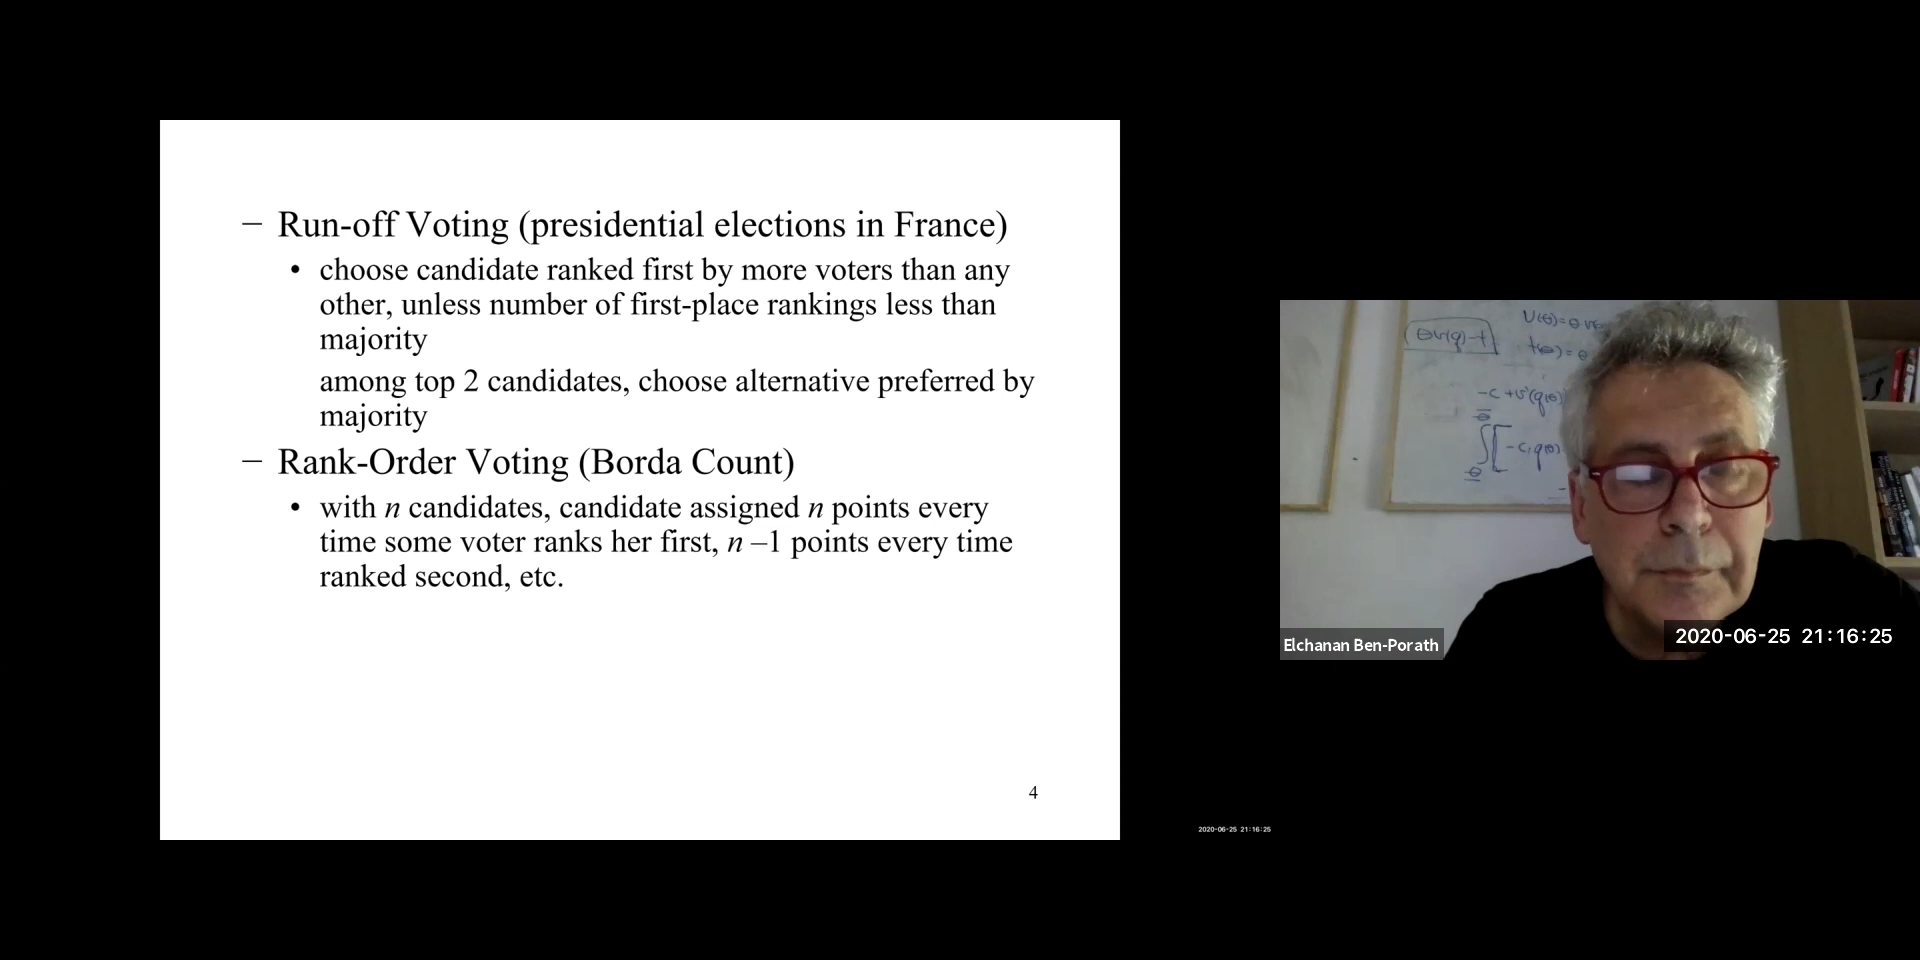 – Run-off Voting (presidential elections in France)
• choose candidate ranked first by more voters than any
other, unless number of first-place rankings less than
majority
among top 2 candidates, choose alternative preferred by
majority
– Rank-Order Voting (Borda Count)
• with n candidates, candidate assigned n points every
time some voter ranks her first, n –1 points every time
ranked second, etc.
4
2020-06-25 21:16:25
Elchanan Ben-Porath
2020-06-25 21:16:25